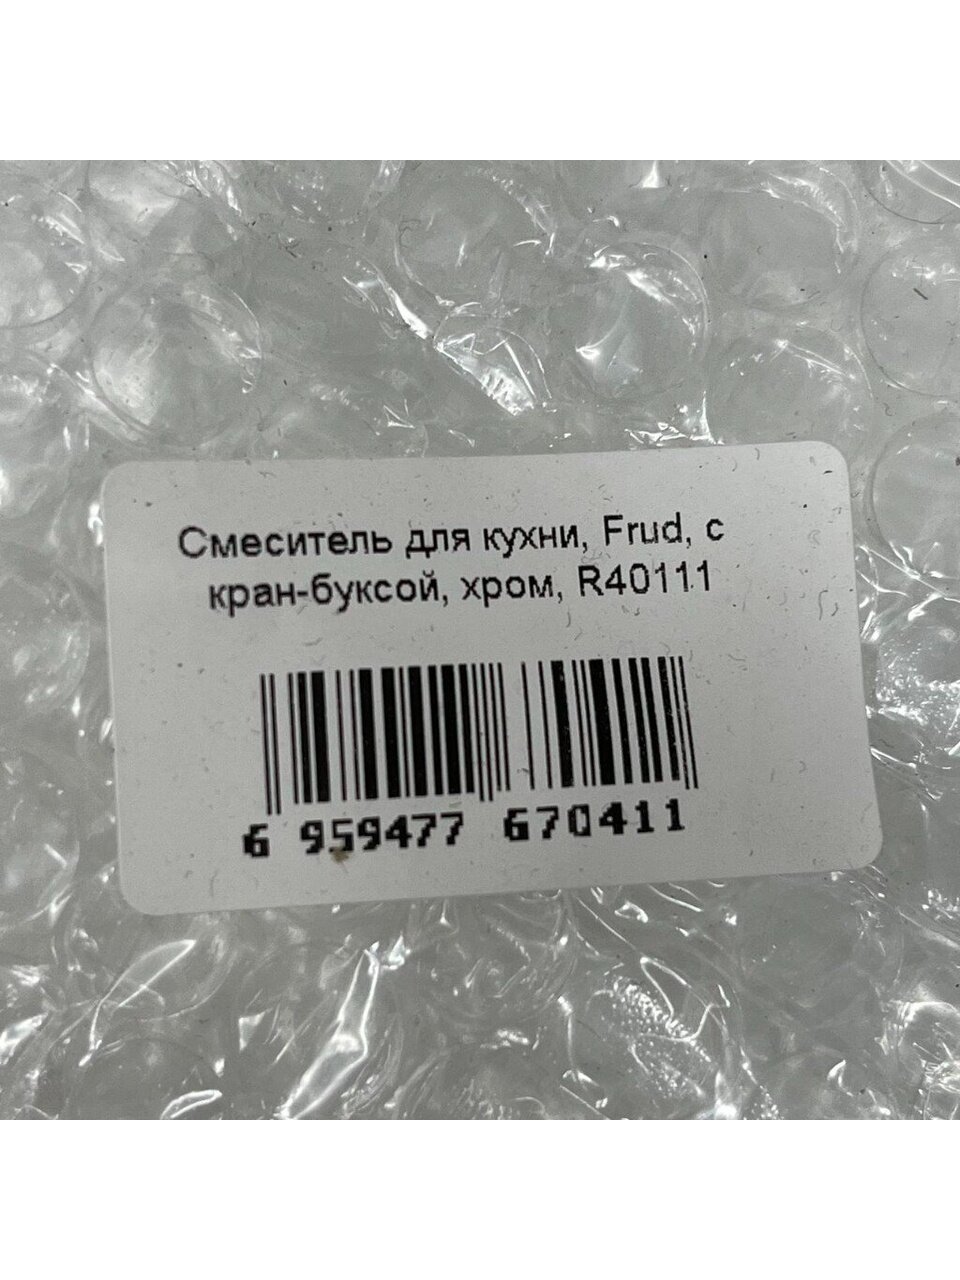 Смеситель для кухни, Frud, с
кран-буксой, хром, R40111
6 959477 670411